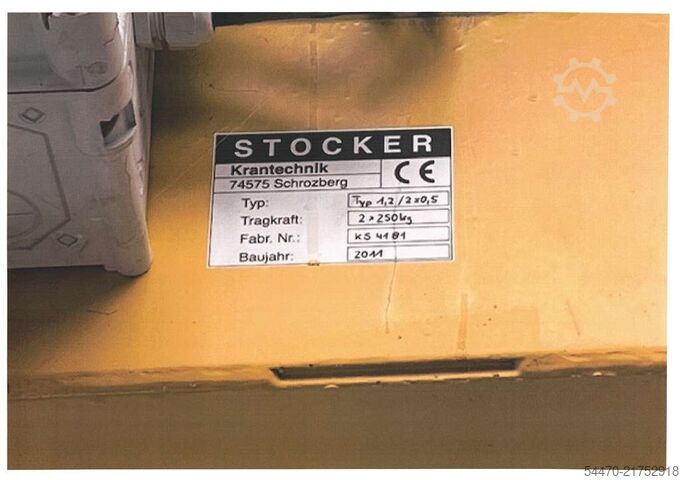 STOCKER
Krantechnik
74575 Schrozberg
CE
Typ: Typ 1,2/2x0,5
Tragkraft: 2x250kg
Fabr. Nr.: KS 4181
Baujahr: 2011
54470-21752918